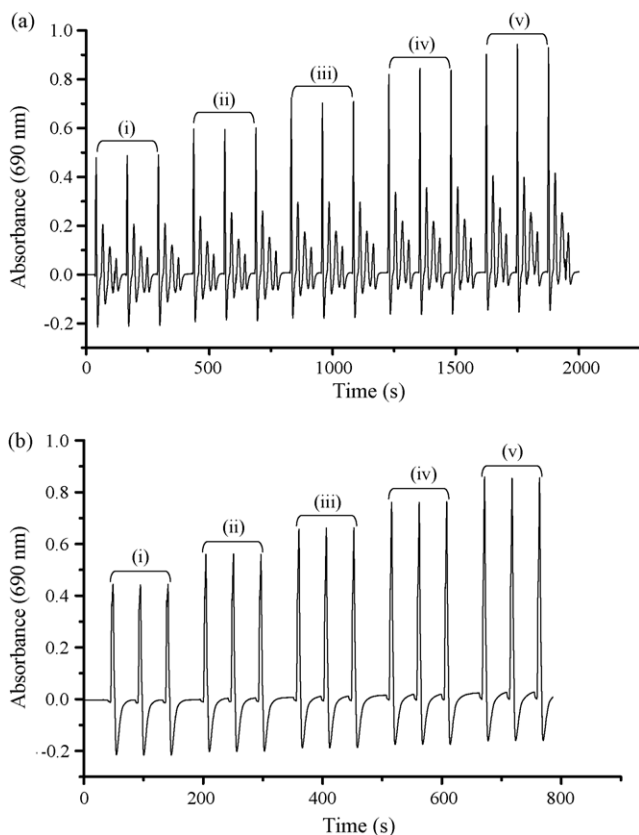 (a)
1.0
0.8
0.6
0.4
0.2
0.0
-0.2
(i)
(ii)
(iii)
(iv)
(v)
Absorbance (690 nm)
0
500
1000
1500
2000
Time (s)
(b)
1.0
0.8
0.6
0.4
0.2
0.0
-0.2
(i)
(ii)
(iii)
(iv)
(v)
Absorbance (690 nm)
0
200
400
600
800
Time (s)